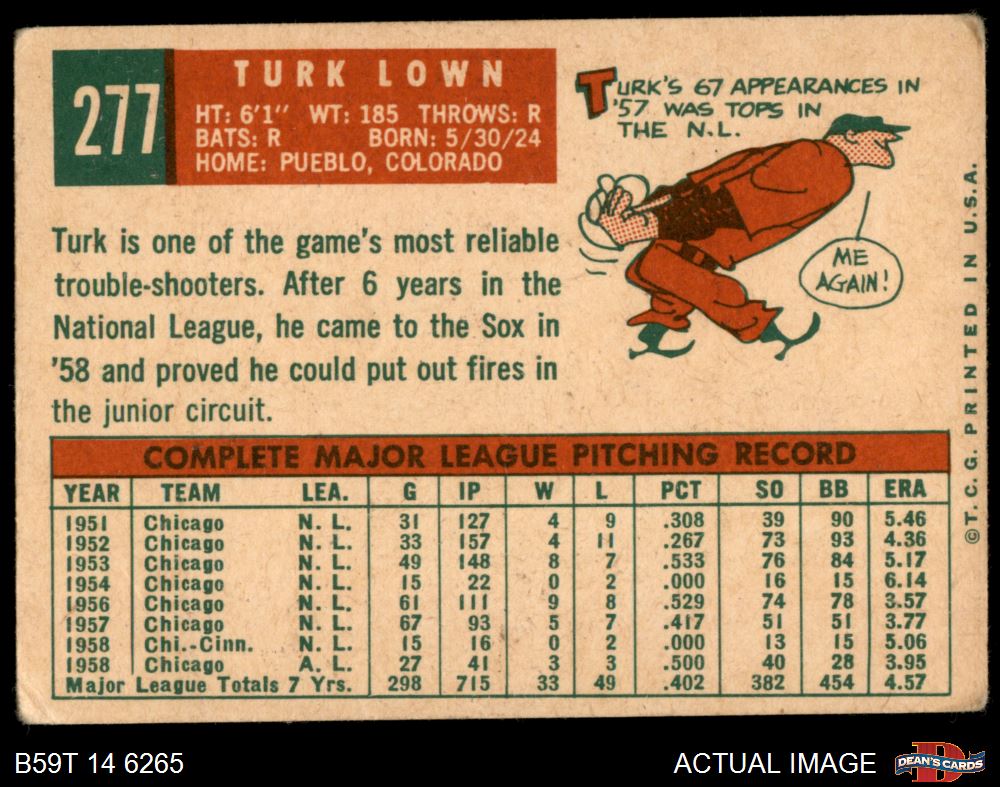 277
TURK LOWN
HT: 6'1" WT: 185 THROWS: R
BATS: R BORN: 5/30/24
HOME: PUEBLO, COLORADO
TURK'S 67 APPEARANCES IN
'57 WAS TOPS IN
THE N.L.
ME
AGAIN!
Turk is one of the game's most reliable
trouble-shooters. After 6 years in the
National League, he came to the Sox in
'58 and proved he could put out fires in
the junior circuit.
COMPLETE MAJOR LEAGUE PITCHING RECORD
YEAR TEAM LEA. G IP W L PCT SO BB ERA
1951 Chicago N. L. 31 127 4 9 .308 39 90 5.46
1952 Chicago N. L. 33 157 4 11 .267 73 93 4.36
1953 Chicago N. L. 49 148 8 7 .533 76 84 5.17
1954 Chicago N. L. 15 22 0 2 .000 16 15 6.14
1956 Chicago N. L. 61 111 9 8 .529 74 78 3.57
1957 Chicago N. L. 67 93 5 7 .417 51 51 3.77
1958 Chi.-Cinn. N. L. 15 16 0 2 .000 13 15 5.06
1958 Chicago A. L. 27 41 3 3 .500 40 28 3.95
Major League Totals 7 Yrs. 298 715 33 49 .402 382 454 4.57
©T. C. G. PRINTED IN U.S.A.
B59T 14 6265
ACTUAL IMAGE
D
DEAN'S CARDS